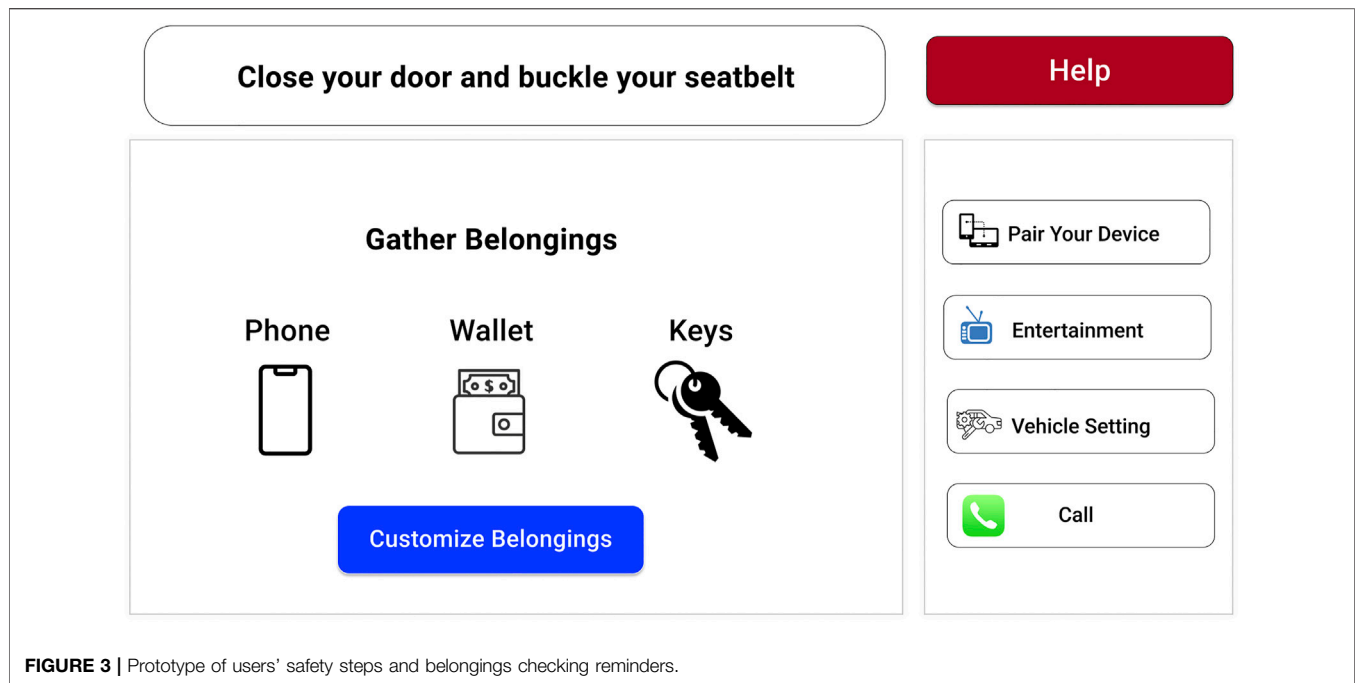 Close your door and buckle your seatbelt
Help
Gather Belongings
Phone
Wallet
Keys
$
Customize Belongings
Pair Your Device
Entertainment
Vehicle Setting
Call
FIGURE 3 | Prototype of users’ safety steps and belongings checking reminders.